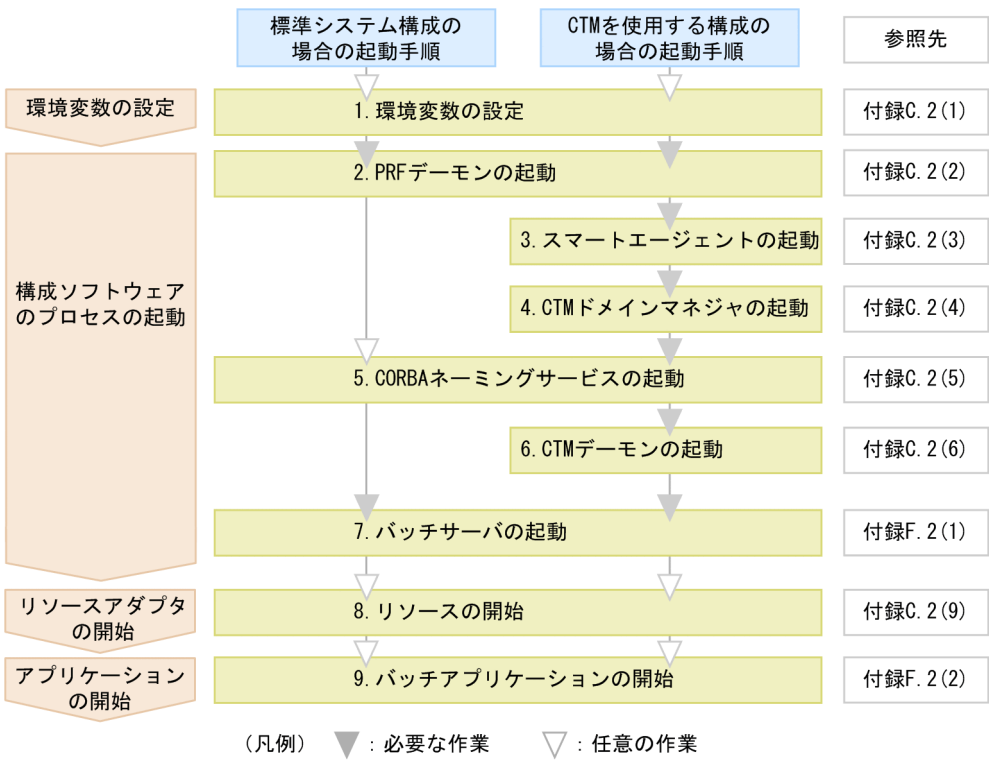 標準システム構成の
場合の起動手順
CTMを使用する構成の
場合の起動手順
参照先
環境変数の設定
1.環境変数の設定
付録C.2(1)
2.PRFデーモンの起動
付録C.2(2)
3.スマートエージェントの起動
付録C.2(3)
構成ソフトウェア
のプロセスの起動
4.CTMドメインマネジャの起動
付録C.2(4)
5.CORBAネーミングサービスの起動
付録C.2(5)
6.CTMデーモンの起動
付録C.2(6)
7.バッチサーバの起動
付録F.2(1)
リソースアダプタ
の開始
8.リソースの開始
付録C.2(9)
アプリケーション
の開始
9.バッチアプリケーションの開始
付録F.2(2)
(凡例) ▼:必要な作業 ▽:任意の作業